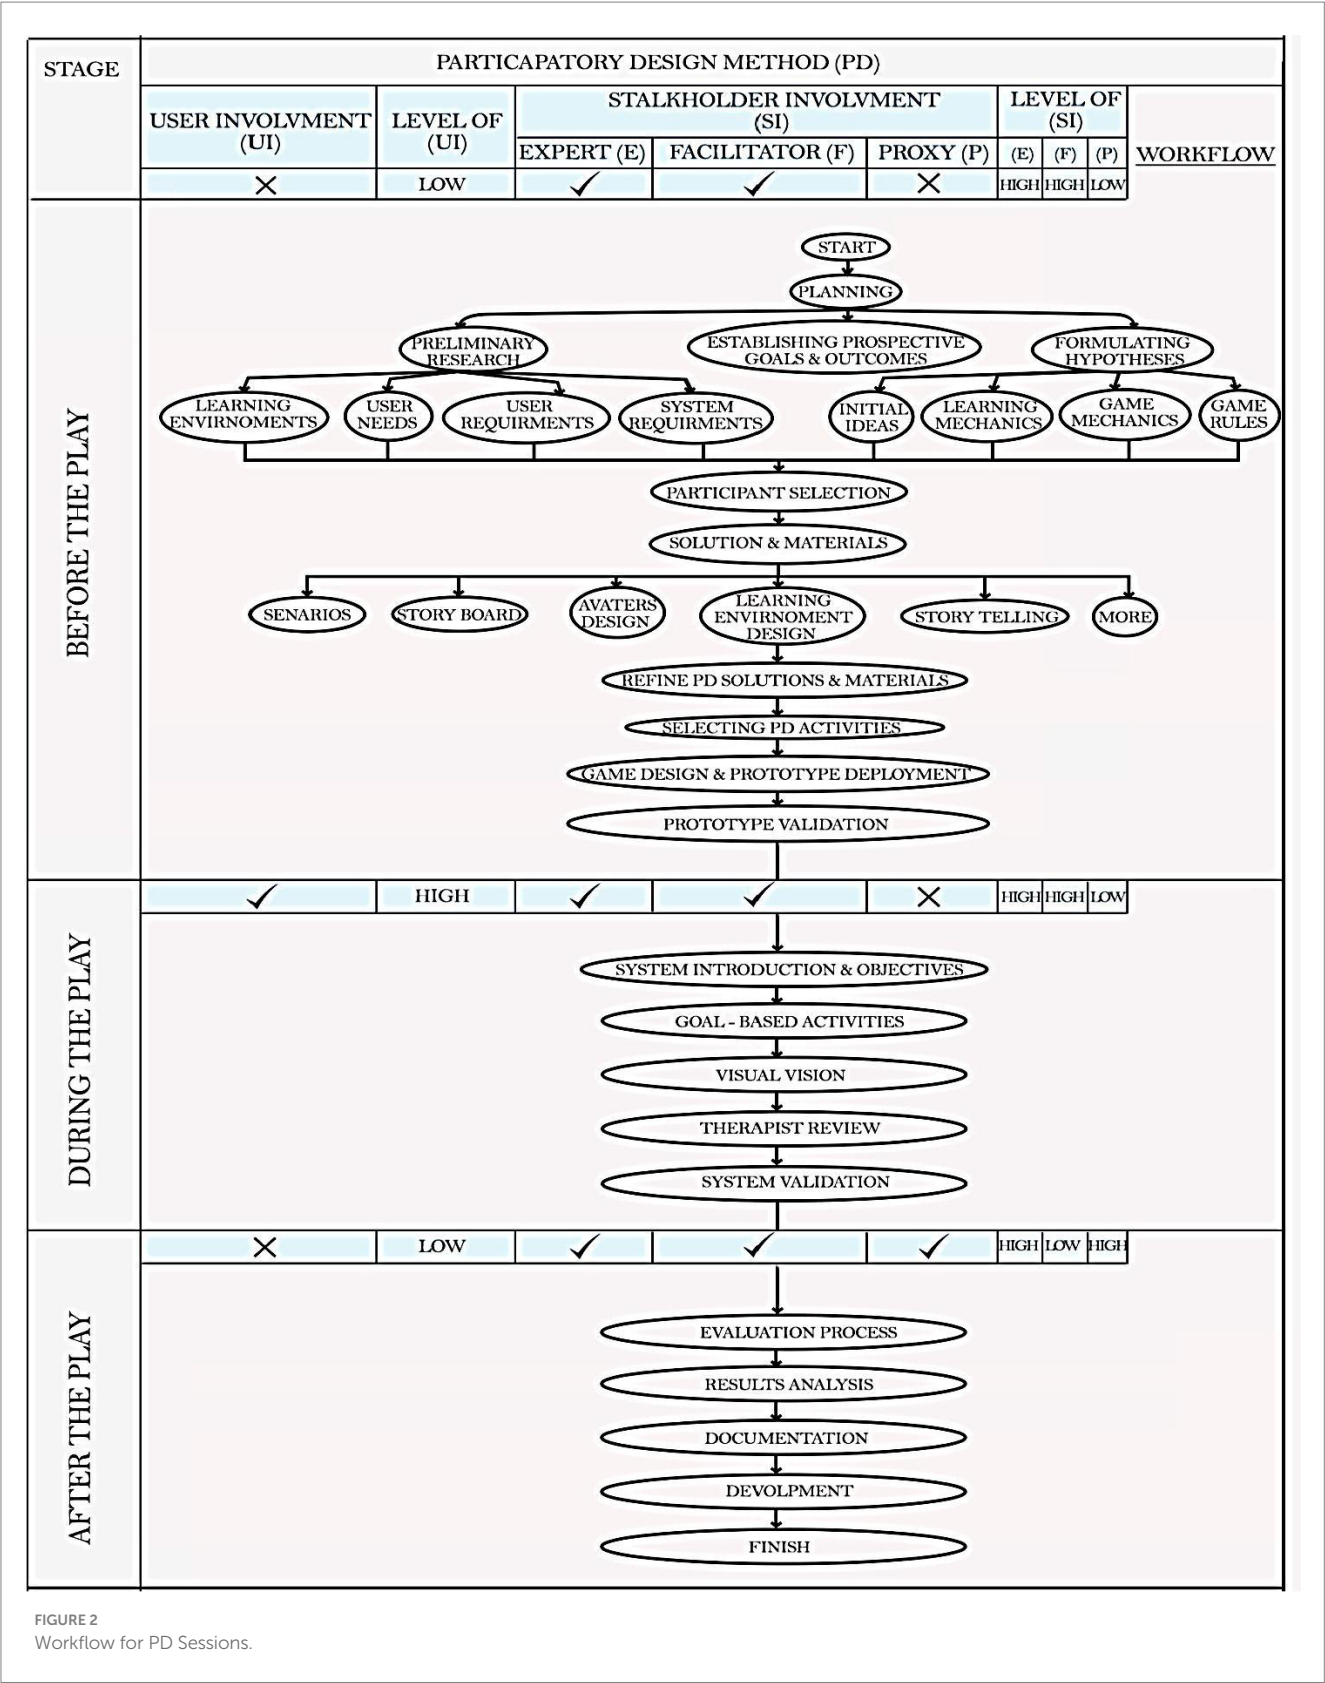 STAGE
PARTICAPATORY DESIGN METHOD (PD)
USER INVOLVMENT
(UI)
LEVEL OF
(UI)
STALKHOLDER INVOLVMENT
(SI)
LEVEL OF
(SI)
EXPERT (E)
FACILITATOR (F)
PROXY (P)
(E)
(F)
(P)
WORKFLOW
LOW
HIGH
HIGH
LOW
BEFORE THE PLAY
START
PLANNING
PRELIMINARY
RESEARCH
ESTABLISHING PROSPECTIVE
GOALS & OUTCOMES
FORMULATING
HYPOTHESES
LEARNING
ENVIRNOMENTS
USER
NEEDS
USER
REQUIRMENTS
SYSTEM
REQUIRMENTS
INITIAL
IDEAS
LEARNING
MECHANICS
GAME
MECHANICS
GAME
RULES
PARTICIPANT SELECTION
SOLUTION & MATERIALS
SENARIOS
STORY BOARD
AVATERS
DESIGN
LEARNING
ENVIRNOMENT
DESIGN
STORY TELLING
MORE
REFINE PD SOLUTIONS & MATERIALS
SELECTING PD ACTIVITIES
GAME DESIGN & PROTOTYPE DEPLOYMENT
PROTOTYPE VALIDATION
DURING THE PLAY
HIGH
HIGH
HIGH
LOW
SYSTEM INTRODUCTION & OBJECTIVES
GOAL - BASED ACTIVITIES
VISUAL VISION
THERAPIST REVIEW
SYSTEM VALIDATION
AFTER THE PLAY
LOW
HIGH
LOW
HIGH
EVALUATION PROCESS
RESULTS ANALYSIS
DOCUMENTATION
DEVOLPMENT
FINISH
FIGURE 2
Workflow for PD Sessions.